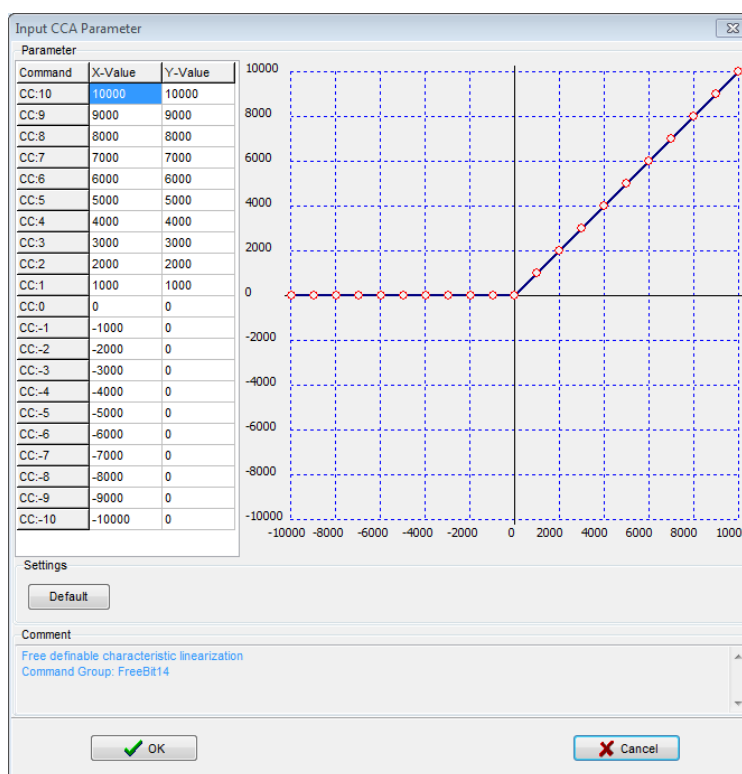 Input CCA Parameter
Parameter
Command X-Value Y-Value
CC:10 10000 10000
CC:9 9000 9000
CC:8 8000 8000
CC:7 7000 7000
CC:6 6000 6000
CC:5 5000 5000
CC:4 4000 4000
CC:3 3000 3000
CC:2 2000 2000
CC:1 1000 1000
CC:0 0 0
CC:-1 -1000 0
CC:-2 -2000 0
CC:-3 -3000 0
CC:-4 -4000 0
CC:-5 -5000 0
CC:-6 -6000 0
CC:-7 -7000 0
CC:-8 -8000 0
CC:-9 -9000 0
CC:-10 -10000 0
10000
8000
6000
4000
2000
0
-2000
-4000
-6000
-8000
-10000
-10000 -8000 -6000 -4000 -2000 0 2000 4000 6000 8000 1000
Settings
Default
Comment
Free definable characteristic linearization
Command Group: FreeBit14
OK
Cancel